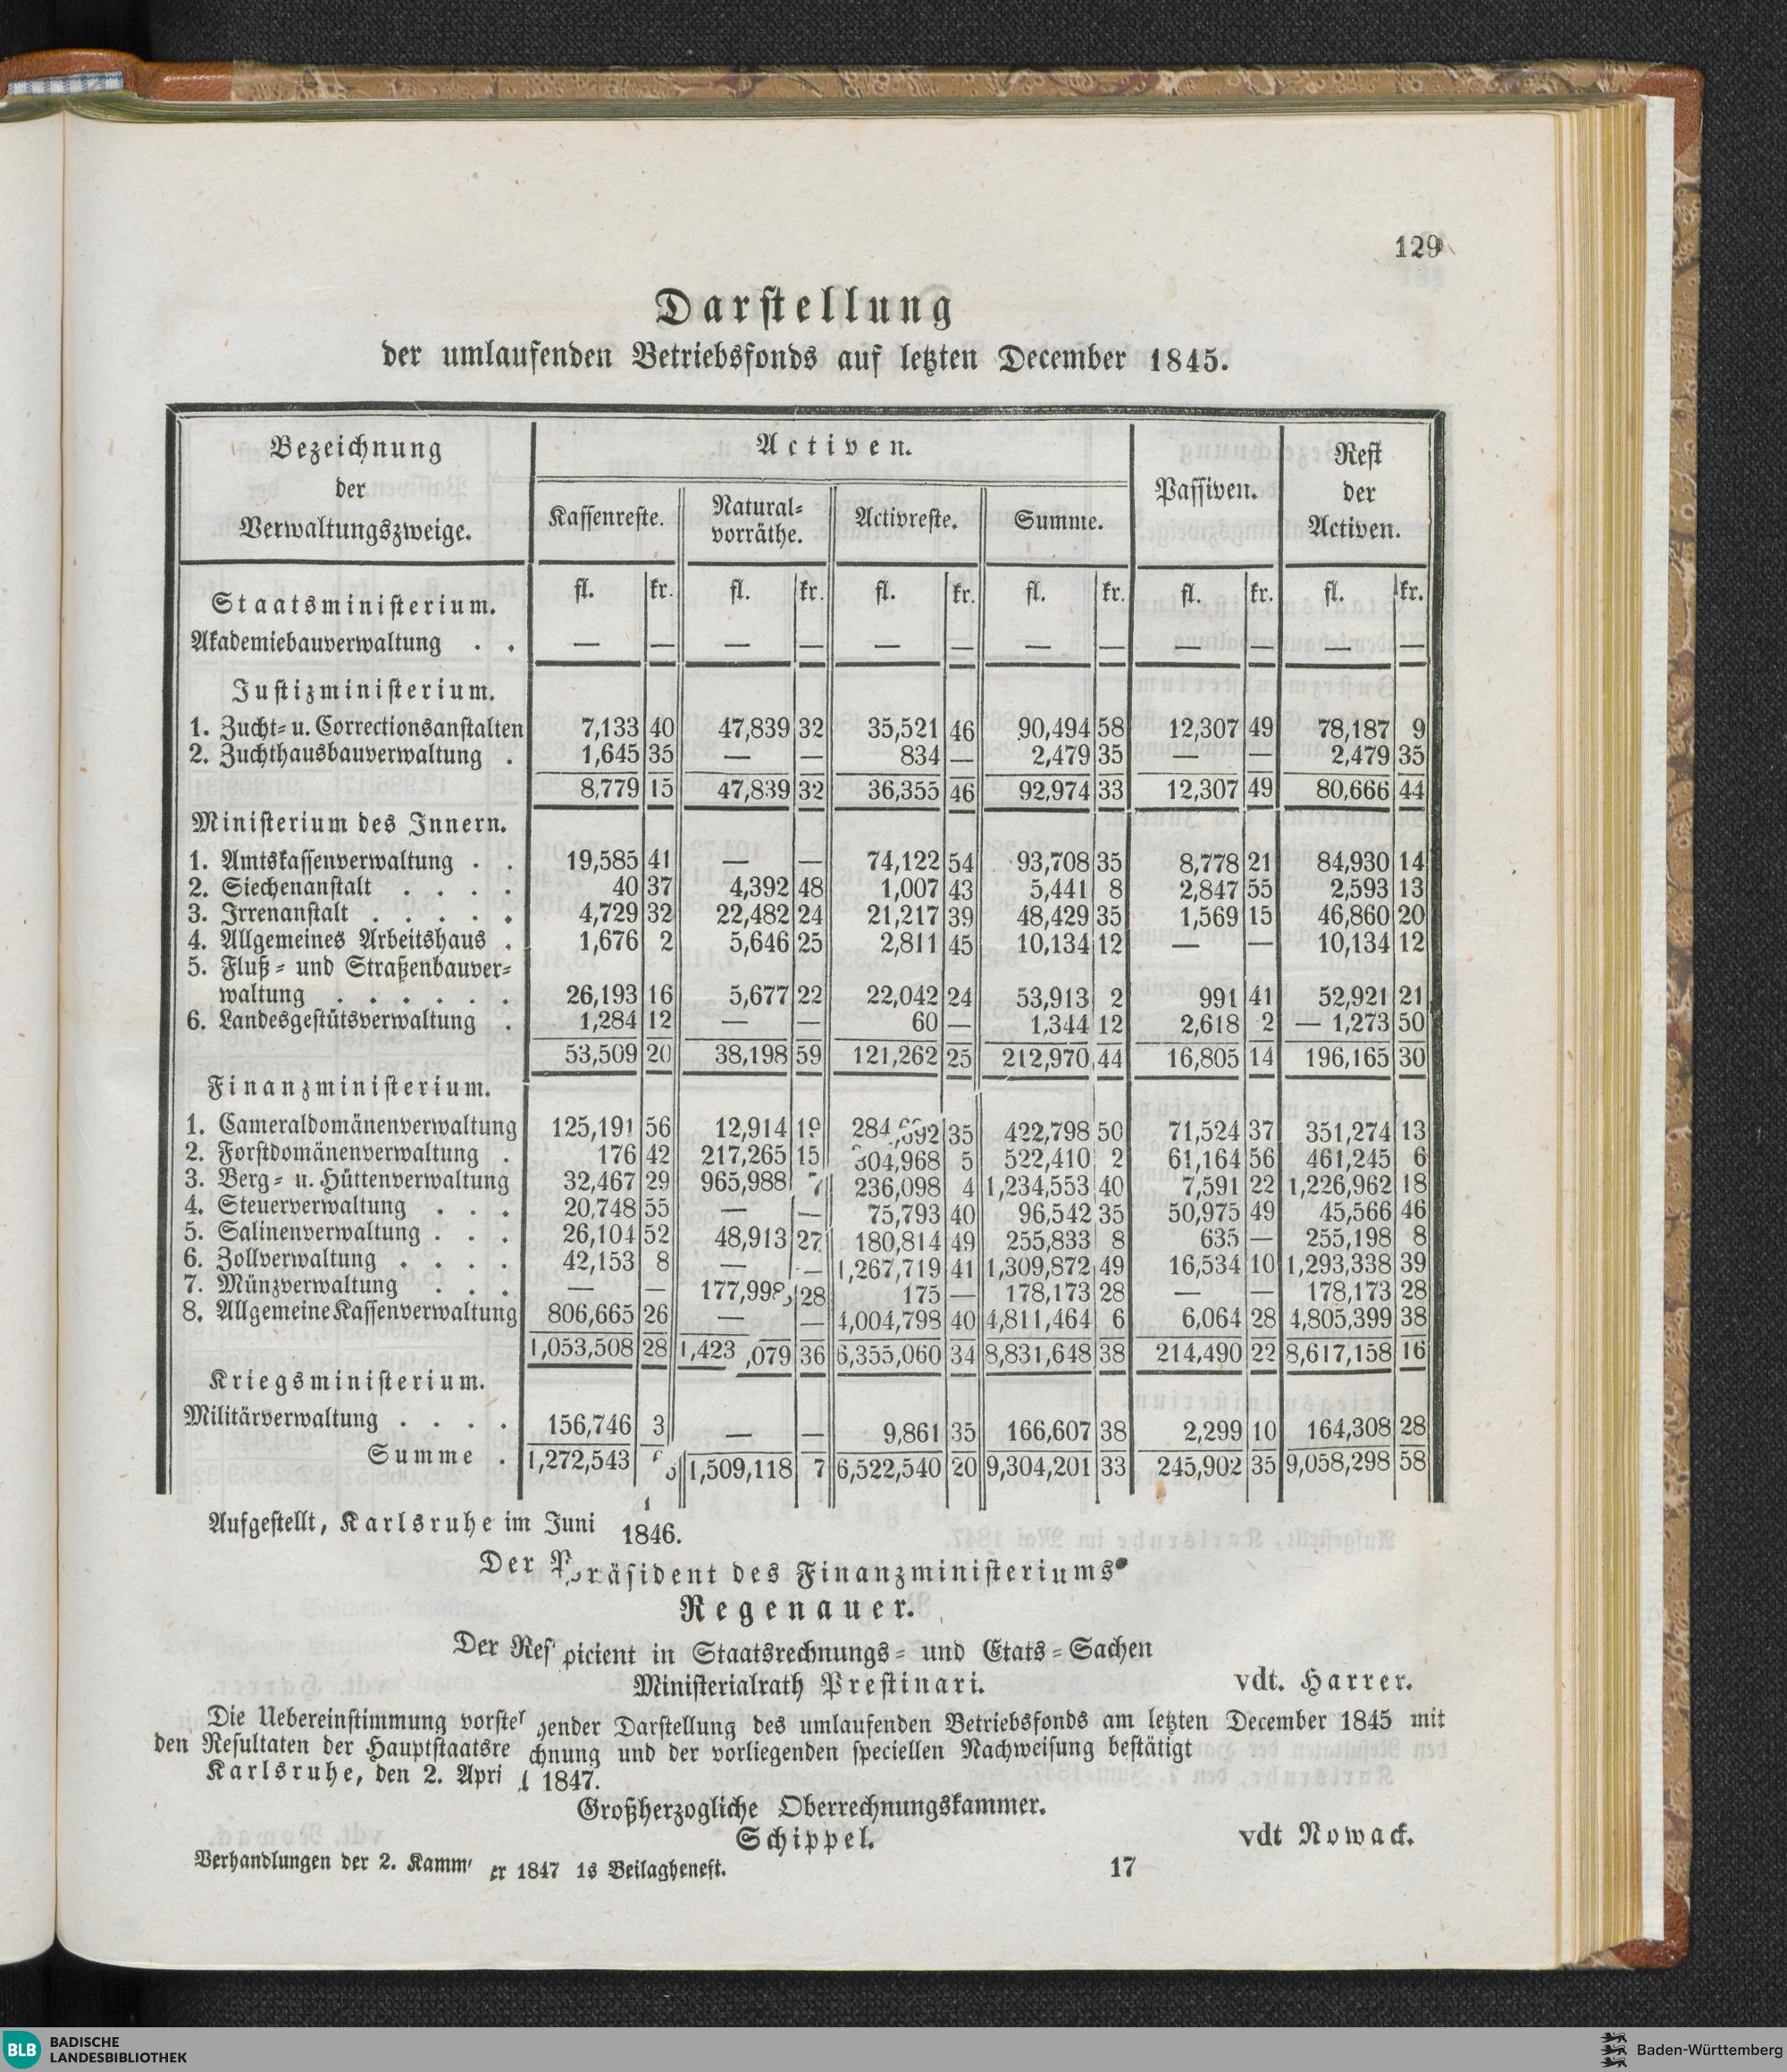 129
Darſtellung
der umlaufenden Betriebsfonds auf letzten December 1845.
Bezeichnung der Verwaltungszweige. Activen. Paſſiven. Reſt der Activen.
Kaſſenreſte. Natural- vorräthe. Activreſte. Summe.
fl. kr. fl. kr. fl. kr. fl. kr. fl. kr. fl. kr.
Staatsminiſterium.
Akademiebauverwaltung . . — — — — — — — — — — — —
Juſtizminiſterium.
1. Zucht- u. Correctionsanſtalten 7,133 40 47,839 32 35,521 46 90,494 58 12,307 49 78,187 9
2. Zuchthausbauverwaltung . 1,645 35 — — 834 — 2,479 35 — — 2,479 35
8,779 15 47,839 32 36,355 46 92,974 33 12,307 49 80,666 44
Miniſterium des Innern.
1. Amtskaſſenverwaltung . . 19,585 41 — — 74,122 54 93,708 35 8,778 21 84,930 14
2. Siechenanſtalt . . . . 40 37 4,392 48 1,007 43 5,441 8 2,847 55 2,593 13
3. Irrenanſtalt . . . . . 4,729 32 22,482 24 21,217 39 48,429 35 1,569 15 46,860 20
4. Allgemeines Arbeitshaus . 1,676 2 5,646 25 2,811 45 10,134 12 — — 10,134 12
5. Fluß- und Straßenbauver-
waltung . . . . . . 26,193 16 5,677 22 22,042 24 53,913 2 991 41 52,921 21
6. Landesgeſtütsverwaltung . 1,284 12 — — 60 — 1,344 12 2,618 2 — 1,273 50
53,509 20 38,198 59 121,262 25 212,970 44 16,805 14 196,165 30
Finanzminiſterium.
1. Cameraldomänenverwaltung 125,191 56 12,914 19 284,692 35 422,798 50 71,524 37 351,274 13
2. Forſtdomänenverwaltung . 176 42 217,265 15 304,968 5 522,410 2 61,164 56 461,245 6
3. Berg- u. Hüttenverwaltung 32,467 29 965,988 7 236,098 4 1,234,553 40 7,591 22 1,226,962 18
4. Steuerverwaltung . . . 20,748 55 — — 75,793 40 96,542 35 50,975 49 45,566 46
5. Salinenverwaltung . . . 26,104 52 48,913 27 180,814 49 255,833 8 635 — 255,198 8
6. Zollverwaltung . . . . 42,153 8 — — 1,267,719 41 1,309,872 49 16,534 10 1,293,338 39
7. Münzverwaltung . . . — — 177,998 28 175 — 178,173 28 — — 178,173 28
8. Allgemeine Kaſſenverwaltung 806,665 26 — — 4,004,798 40 4,811,464 6 6,064 28 4,805,399 38
1,053,508 28 1,423,079 36 6,355,060 34 8,831,648 38 214,490 22 8,617,158 16
Kriegsminiſterium.
Militärverwaltung . . . . 156,746 3 — — 9,861 35 166,607 38 2,299 10 164,308 28
Summe . 1,272,543 6 1,509,118 7 6,522,540 20 9,304,201 33 245,902 35 9,058,298 58
Aufgeſtellt, Karlsruhe im Juni 1846.
Der Präſident des Finanzminiſteriums
Regenauer.
Der Reſpicient in Staatsrechnungs- und Etats-Sachen
Miniſterialrath Preſtinari. vdt. Harrer.
Die Uebereinſtimmung vorſtehender Darſtellung des umlaufenden Betriebsfonds am letzten December 1845 mit
den Reſultaten der Hauptſtaatsrechnung und der vorliegenden ſpeciellen Nachweiſung beſtätigt
Karlsruhe, den 2. April 1847.
Großherzogliche Oberrechnungskammer.
Schippel. vdt Nowack.
Verhandlungen der 2. Kammer 1847 1s Beilagheneft. 17
BLB BADISCHE LANDESBIBLIOTHEK
Baden-Württemberg